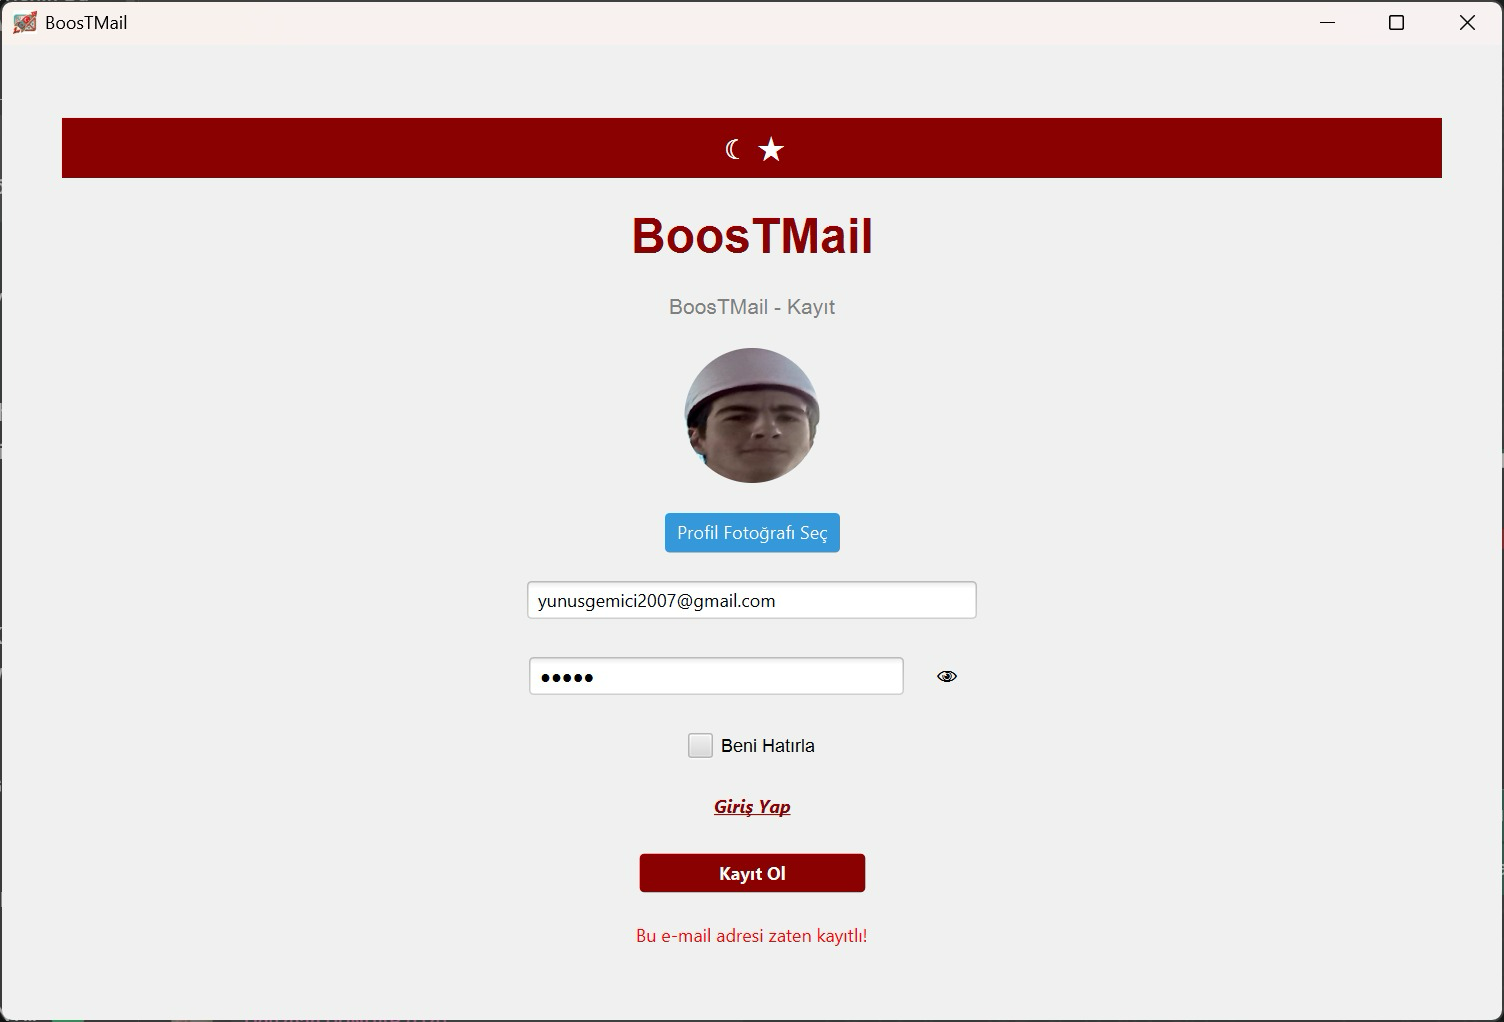 BoosTMail
BoosTMail
BoosTMail - Kayıt
Profil Fotoğrafı Seç
yunusgemici2007@gmail.com
●●●●●
Beni Hatırla
Giriş Yap
Kayıt Ol
Bu e-mail adresi zaten kayıtlı!